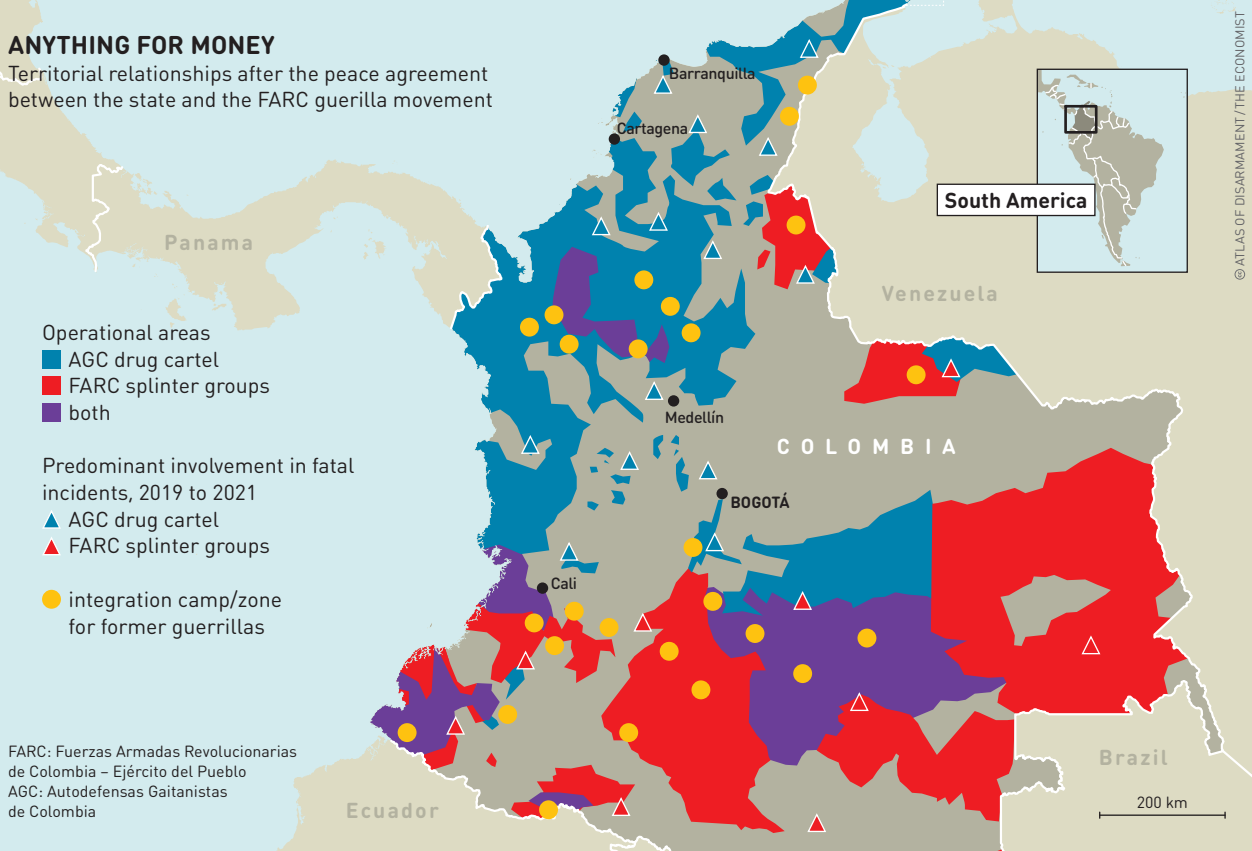 ANYTHING FOR MONEY
Territorial relationships after the peace agreement
between the state and the FARC guerilla movement
Barranquilla
Cartagena
South America
Panama
Venezuela
Operational areas
AGC drug cartel
FARC splinter groups
both
Medellín
COLOMBIA
Predominant involvement in fatal
incidents, 2019 to 2021
AGC drug cartel
FARC splinter groups
BOGOTÁ
Cali
integration camp/zone
for former guerrillas
FARC: Fuerzas Armadas Revolucionarias
de Colombia – Ejército del Pueblo
AGC: Autodefensas Gaitanistas
de Colombia
Ecuador
Brazil
200 km
© ATLAS OF DISARMAMENT / THE ECONOMIST